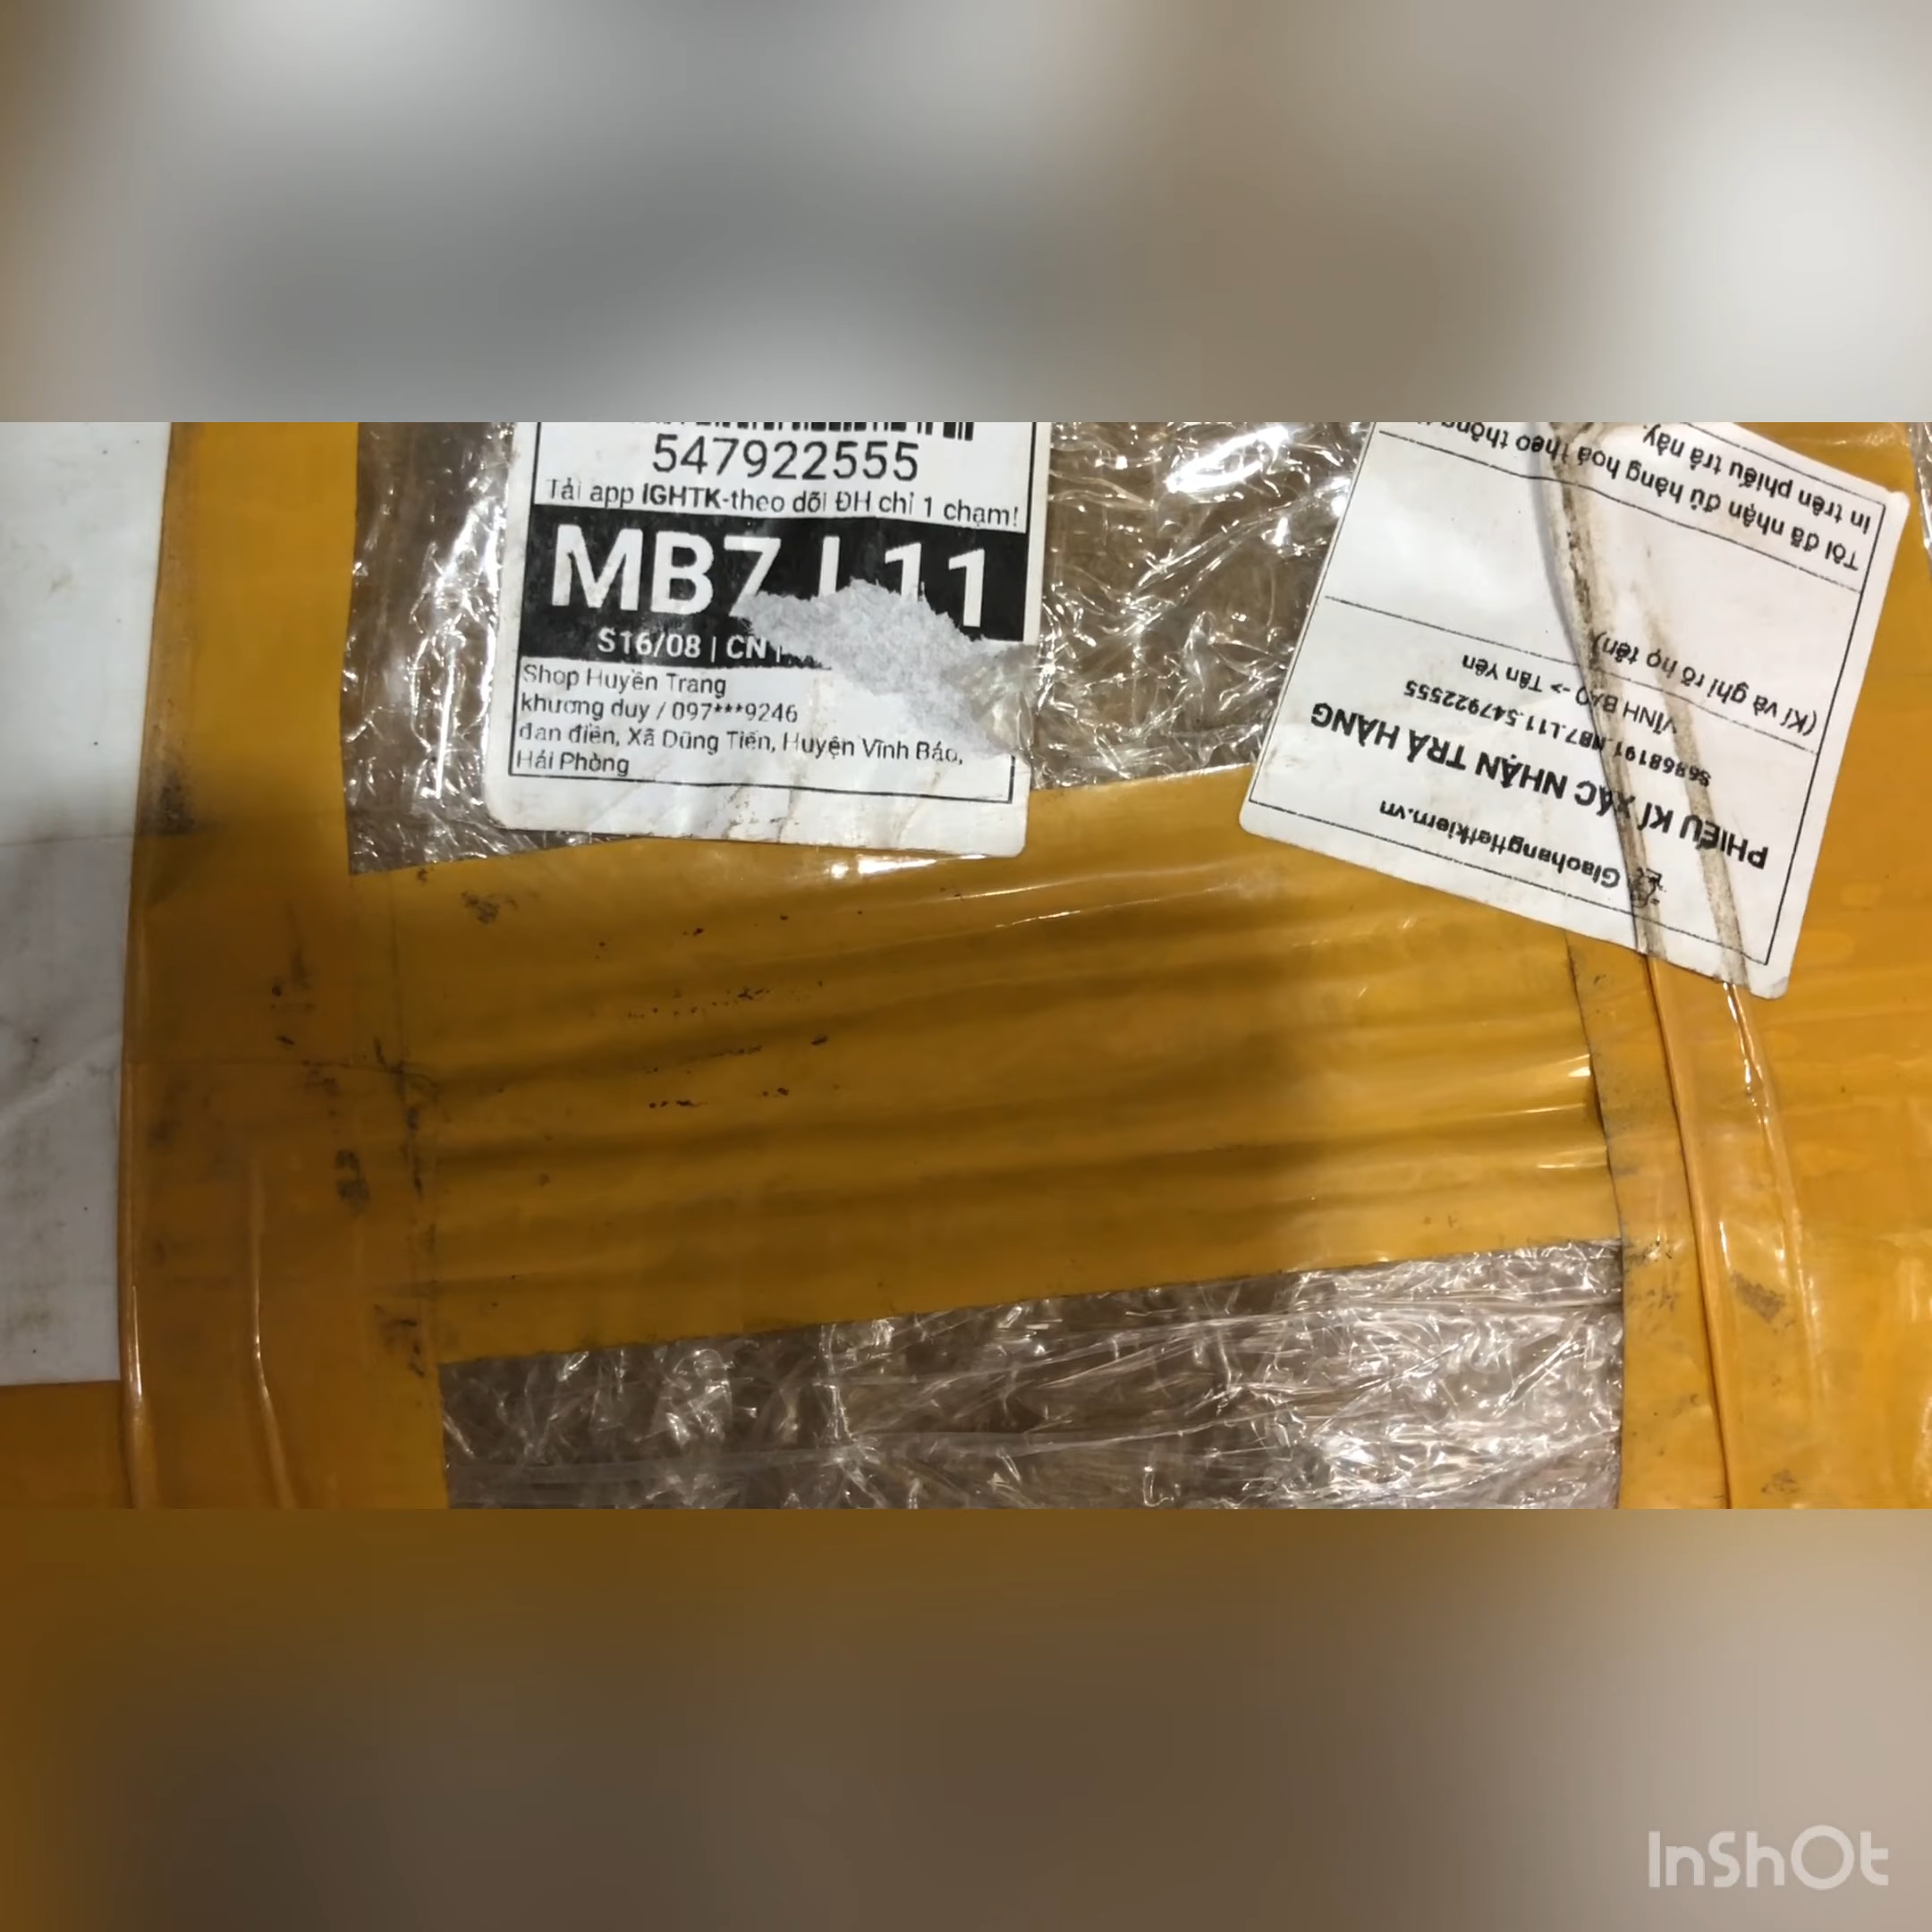 547922555
Tải app IGHTK-theo dõi ĐH chỉ 1 chạm!
MB7 L11
S16/08 | CN
Shop Huyền Trang
khương duy / 097***9246
đan điền, Xã Dũng Tiến, Huyện Vĩnh Bảo,
Hải Phòng
Giaohangtietkiem.vn
PHIẾU KÍ XÁC NHẬN TRẢ HÀNG
MB7.L11.547922555
VĨNH BẢO -> Tân Yên
(Kí và ghi rõ họ tên)
Tôi đã nhận đủ hàng hoá theo thông
in trên phiếu trả này.
InShOt